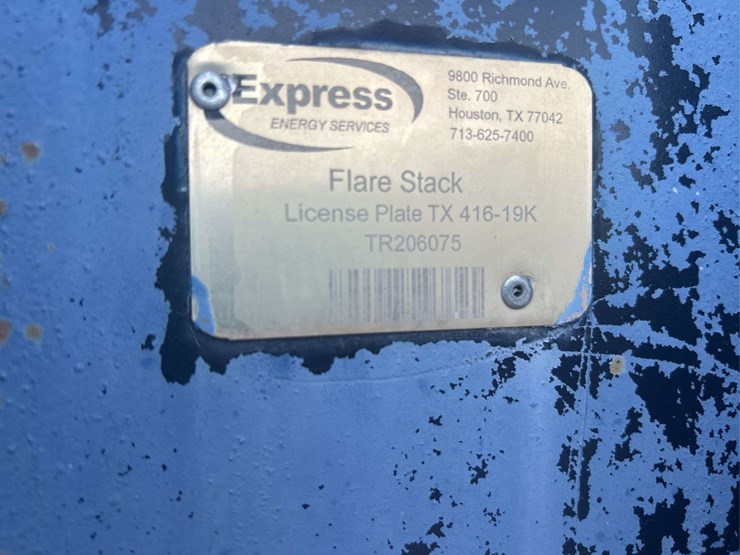 Express
ENERGY SERVICES
9800 Richmond Ave.
Ste. 700
Houston, TX 77042
713-625-7400
Flare Stack
License Plate TX 416-19K
TR206075